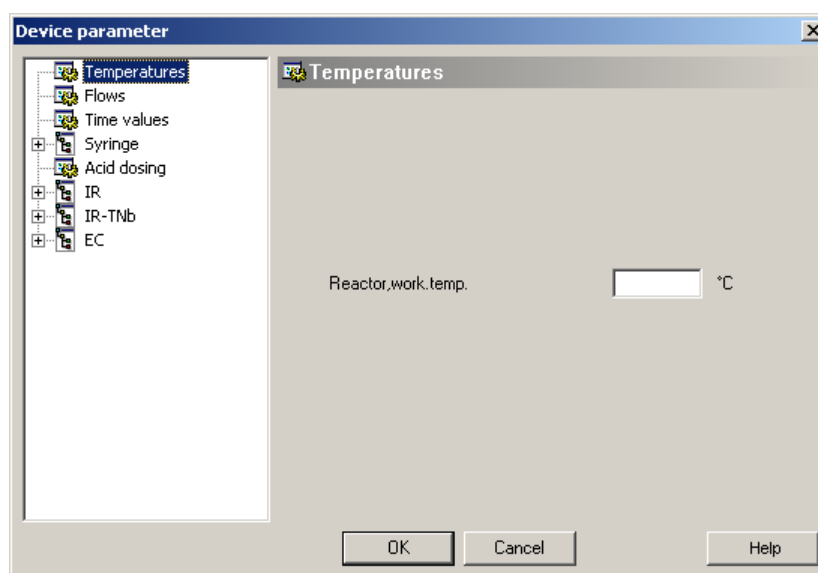 Device parameter
Temperatures
Flows
Time values
Syringe
Acid dosing
IR
IR-TNb
EC
Temperatures
Reactor,work.temp.
°C
OK
Cancel
Help